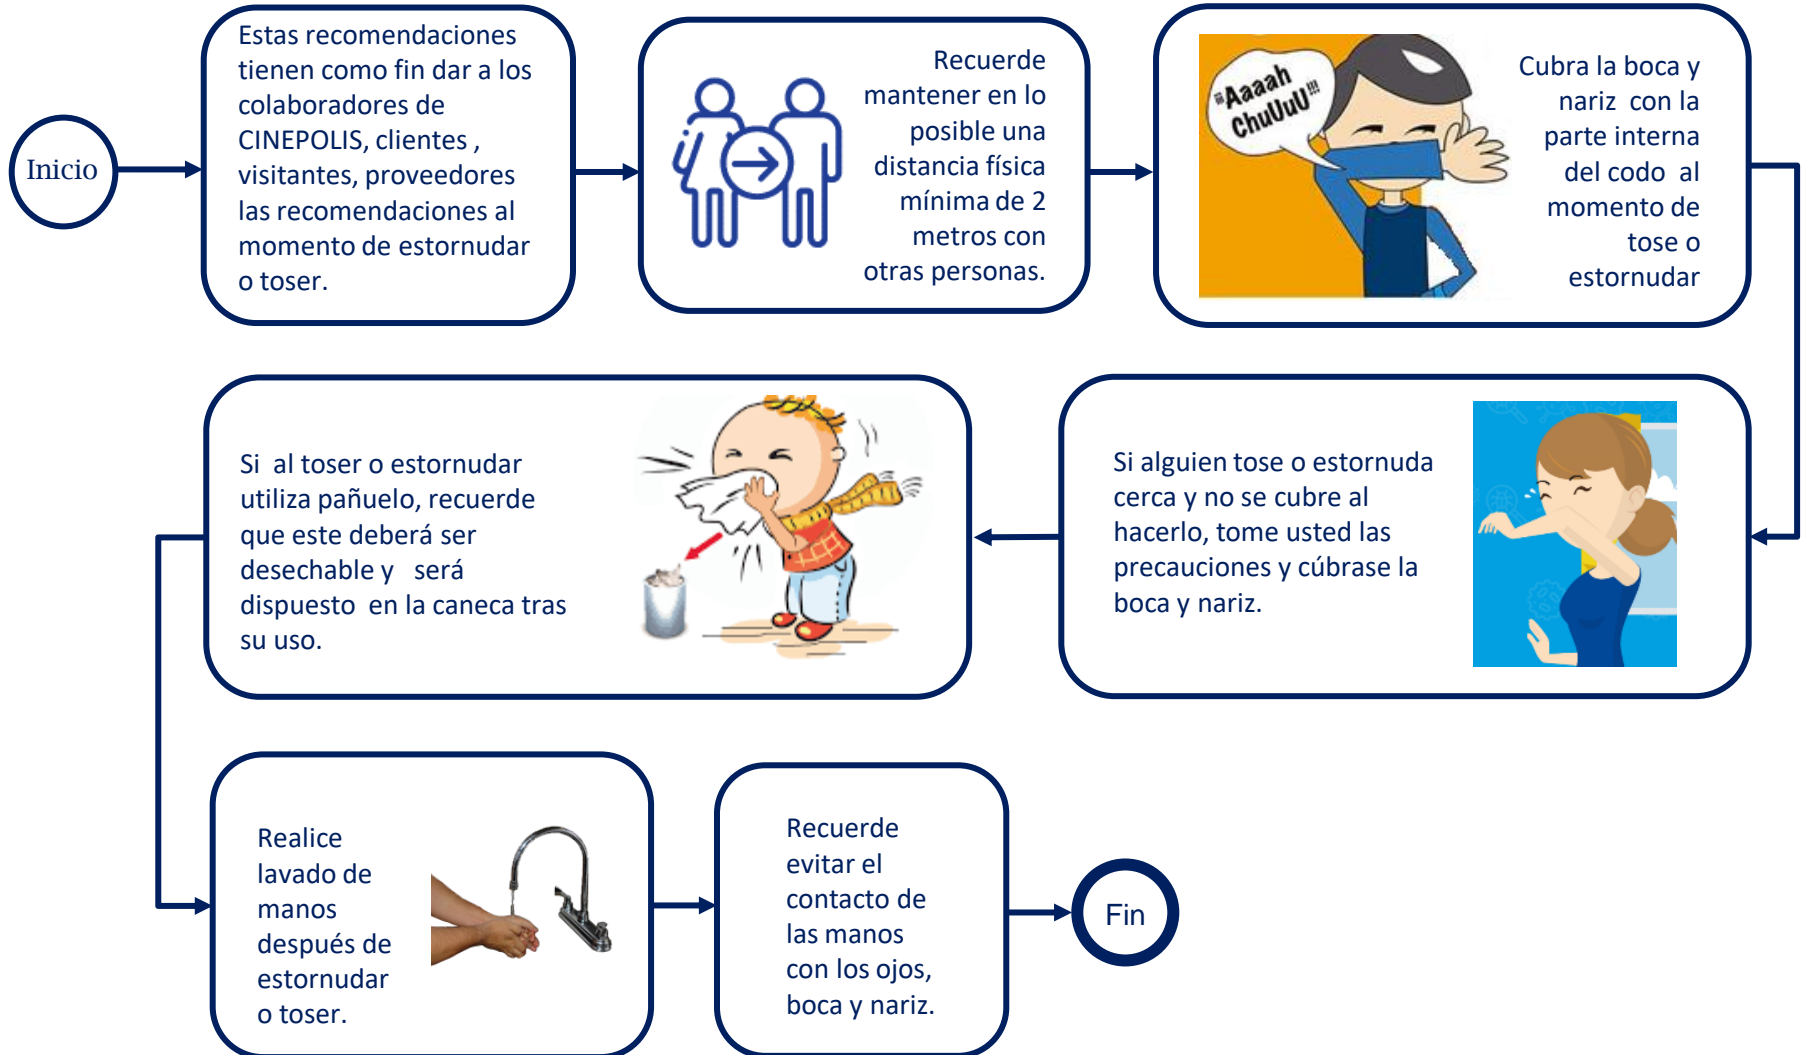 Inicio
Estas recomendaciones
tienen como fin dar a los
colaboradores de
CINEPOLIS, clientes ,
visitantes, proveedores
las recomendaciones al
momento de estornudar
o toser.
Recuerde
mantener en lo
posible una
distancia física
mínima de 2
metros con
otras personas.
¡¡¡Aaaah
ChuUuU!!!
Cubra la boca y
nariz con la
parte interna
del codo al
momento de
tose o
estornudar
Si alguien tose o estornuda
cerca y no se cubre al
hacerlo, tome usted las
precauciones y cúbrase la
boca y nariz.
Si al toser o estornudar
utiliza pañuelo, recuerde
que este deberá ser
desechable y será
dispuesto en la caneca tras
su uso.
Realice
lavado de
manos
después de
estornudar
o toser.
Recuerde
evitar el
contacto de
las manos
con los ojos,
boca y nariz.
Fin